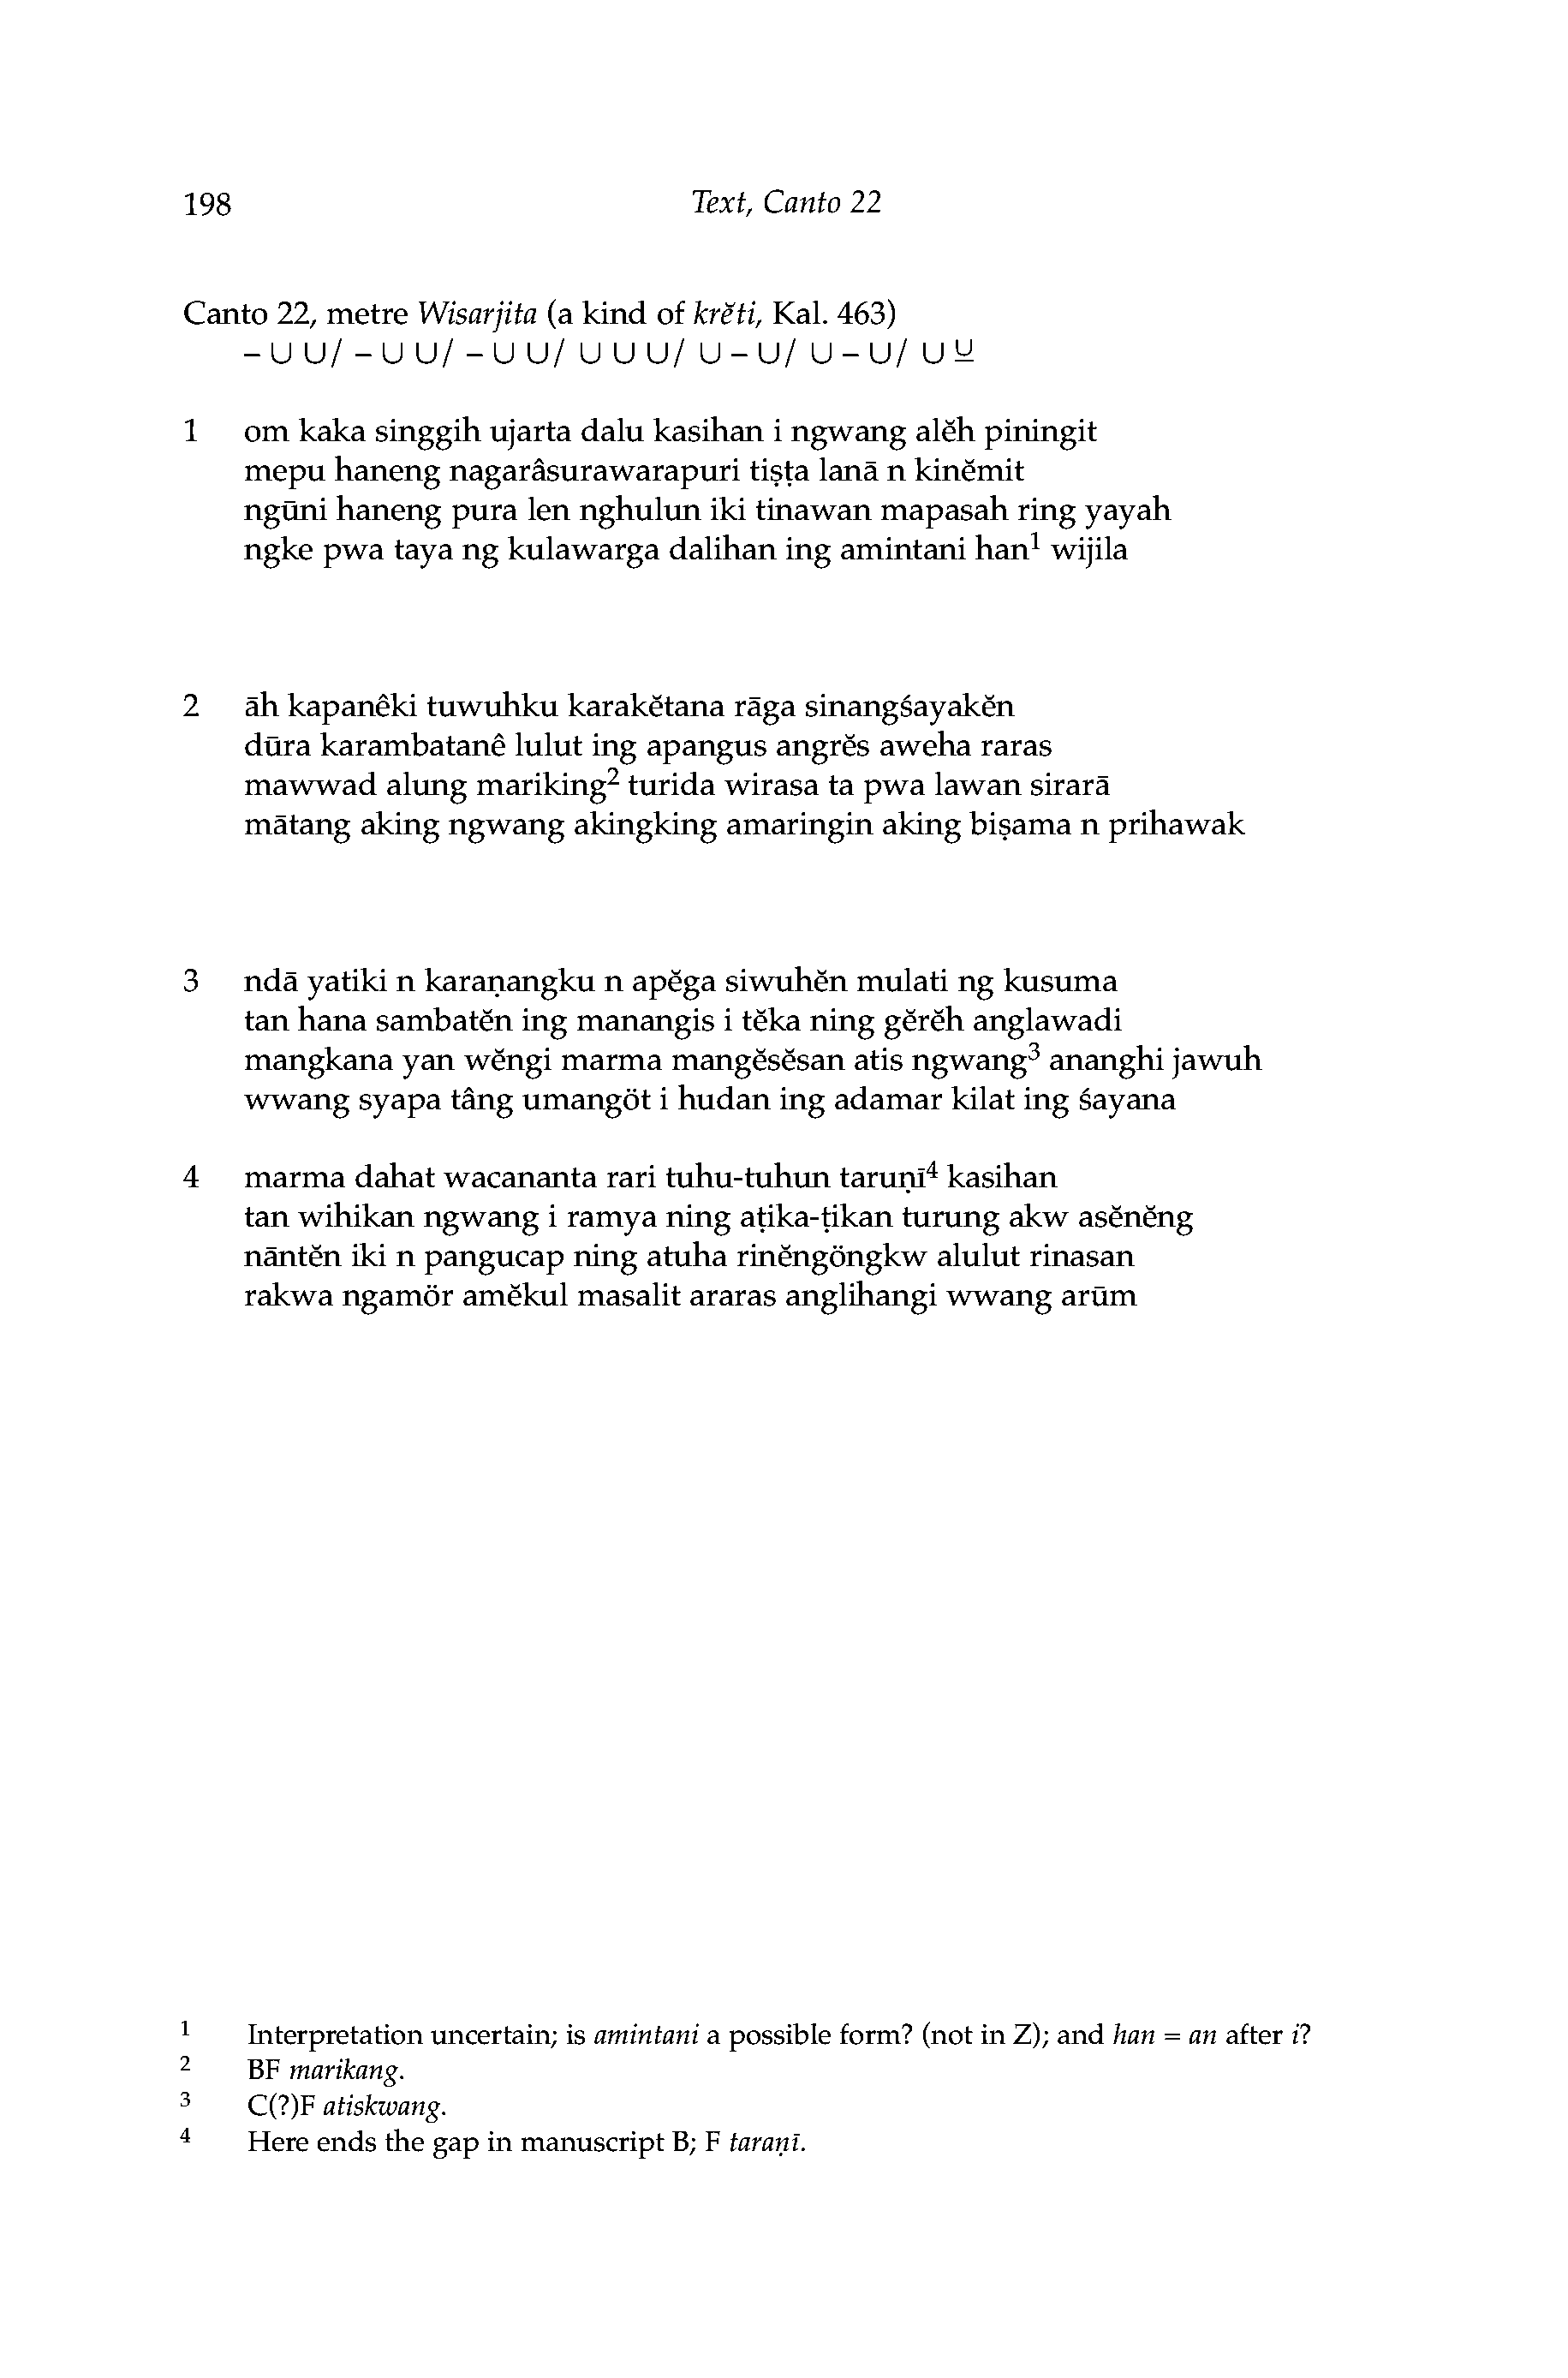 198 Text, Canto 22
Canto 22, metre Wisarjita (a kind of krĕti, Kal. 463)
– ∪ ∪/ – ∪ ∪/ – ∪ ∪/ ∪ ∪ ∪/ ∪ – ∪/ ∪ – ∪/ ∪ ⊻
1 om kaka singgih ujarta dalu kasihan i ngwang alĕh piningit
mepu haneng nagarâsurawarapuri tiṣṭa lanā n kinĕmit
ngūni haneng pura len nghulun iki tinawan mapasah ring yayah
ngke pwa taya ng kulawarga dalihan ing amintani han¹ wijila
2 āh kapanêki tuwuhku karakĕtana rāga sinangśayakĕn
dūra karambatanê lulut ing apangus angrĕs aweha raras
mawwad alung mariking² turida wirasa ta pwa lawan sirarā
mātang aking ngwang akingking amaringin aking biṣama n prihawak
3 ndā yatiki n karaṇangku n apĕga siwuhĕn mulati ng kusuma
tan hana sambatĕn ing manangis i tĕka ning gĕrĕh anglawadi
mangkana yan wĕngi marma mangĕsĕsan atis ngwang³ ananghi jawuh
wwang syapa tâng umangöt i hudan ing adamar kilat ing śayana
4 marma dahat wacananta rari tuhu-tuhun taruṇī⁴ kasihan
tan wihikan ngwang i ramya ning aṭika-ṭikan turung akw asĕnĕng
nāntĕn iki n pangucap ning atuha rinĕngöngkw alulut rinasan
rakwa ngamör amĕkul masalit araras anglihangi wwang arūm
1 Interpretation uncertain; is amintani a possible form? (not in Z); and han = an after i?
2 BF marikang.
3 C(?)F atiskwang.
4 Here ends the gap in manuscript B; F taraṇī.